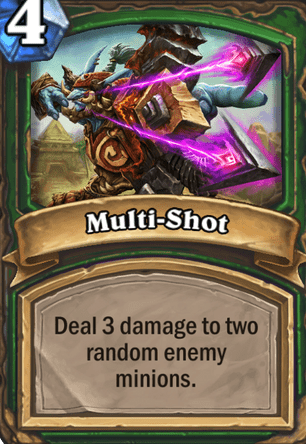 4
Multi-Shot
Deal 3 damage to two
random enemy
minions.